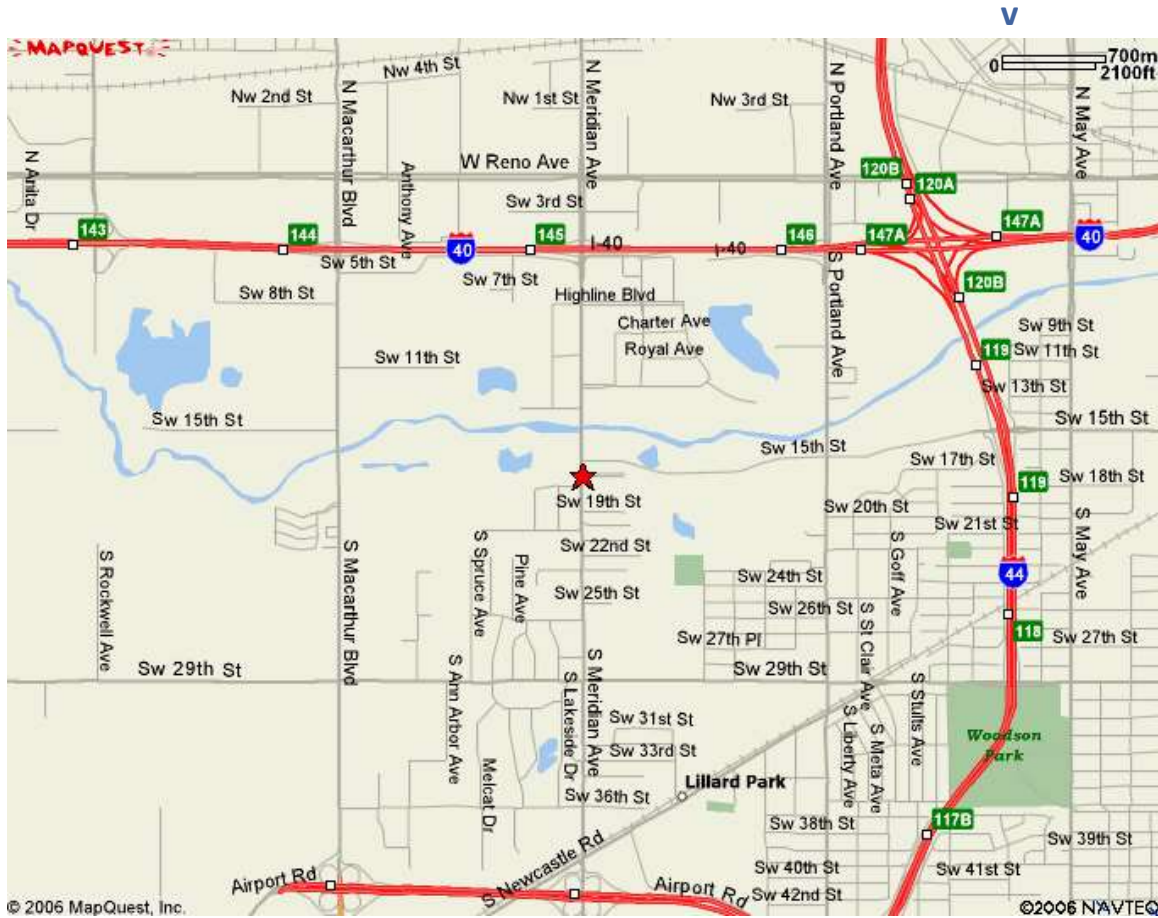 v
MAPQUEST
0 700m
2100ft
Nw 4th St
Nw 2nd St
Nw 1st St
Nw 3rd St
N Anita Dr
N Macarthur Blvd
Anthony Ave
N Meridian Ave
N Portland Ave
N May Ave
W Reno Ave
120B
120A
Sw 3rd St
143
144
40
145
I-40
I-40
146
147A
147A
40
Sw 5th St
Sw 7th St
Sw 8th St
Highline Blvd
S Portland Ave
120B
Charter Ave
Royal Ave
Sw 9th St
Sw 11th St
119
Sw 11th St
Sw 13th St
Sw 15th St
Sw 15th St
Sw 15th St
Sw 17th St
Sw 18th St
119
Sw 19th St
Sw 20th St
Sw 21st St
S May Ave
Sw 22nd St
S Rockwell Ave
S Macarthur Blvd
S Spruce Ave
Pine Ave
S Goff Ave
44
Sw 24th St
Sw 25th St
Sw 26th St
118
Sw 27th St
Sw 27th Pl
S St Clair Ave
Sw 29th St
Sw 29th St
S Ann Arbor Ave
S Lakeside Dr
S Meridian Ave
S Stults Ave
Sw 31st St
S Liberty Ave
S Meta Ave
Woodson
Park
Sw 33rd St
Melcat Dr
Lillard Park
Sw 36th St
117B
Sw 38th St
Sw 39th St
S Newcastle Rd
Sw 40th St
Sw 41st St
Airport Rd
Airport Rd
Sw 42nd St
© 2006 MapQuest, Inc.
©2006 NAVTEQ